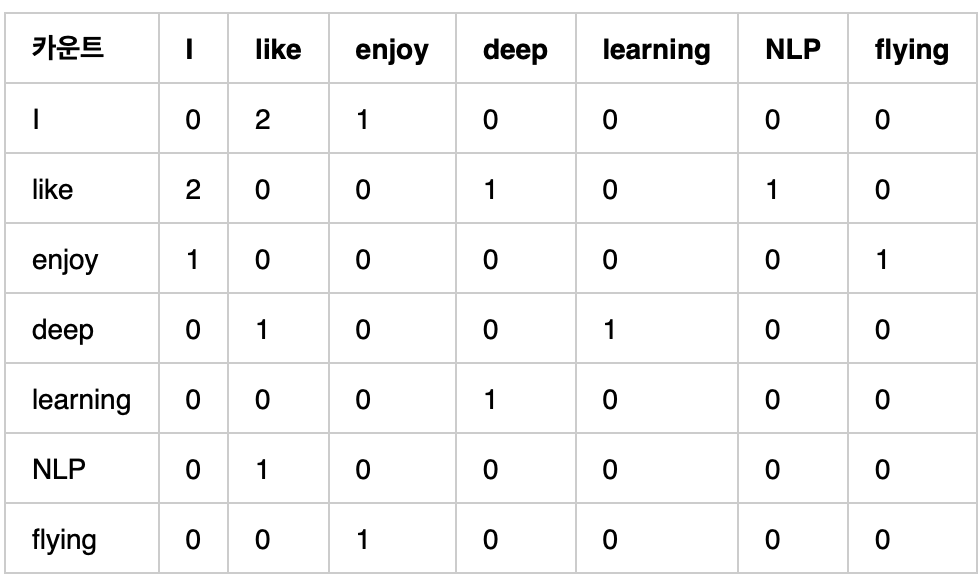 카운트 I like enjoy deep learning NLP flying
I 0 2 1 0 0 0 0
like 2 0 0 1 0 1 0
enjoy 1 0 0 0 0 0 1
deep 0 1 0 0 1 0 0
learning 0 0 0 1 0 0 0
NLP 0 1 0 0 0 0 0
flying 0 0 1 0 0 0 0